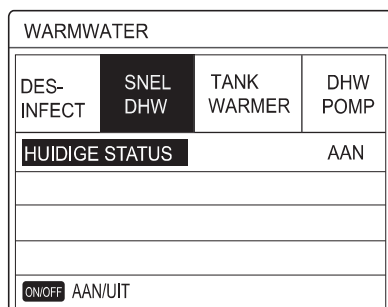 WARMWATER
DES-
INFECT
SNEL
DHW
TANK
WARMER
DHW
POMP
HUIDIGE STATUS AAN
ON/OFF AAN/UIT